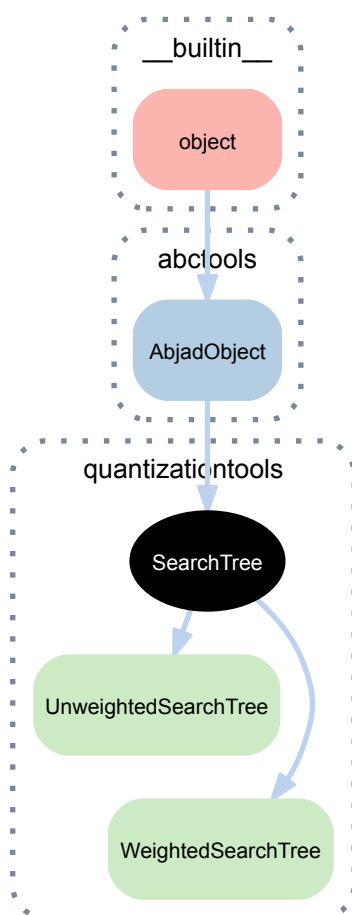 __builtin__
object
abctools
AbjadObject
quantizationtools
SearchTree
UnweightedSearchTree
WeightedSearchTree